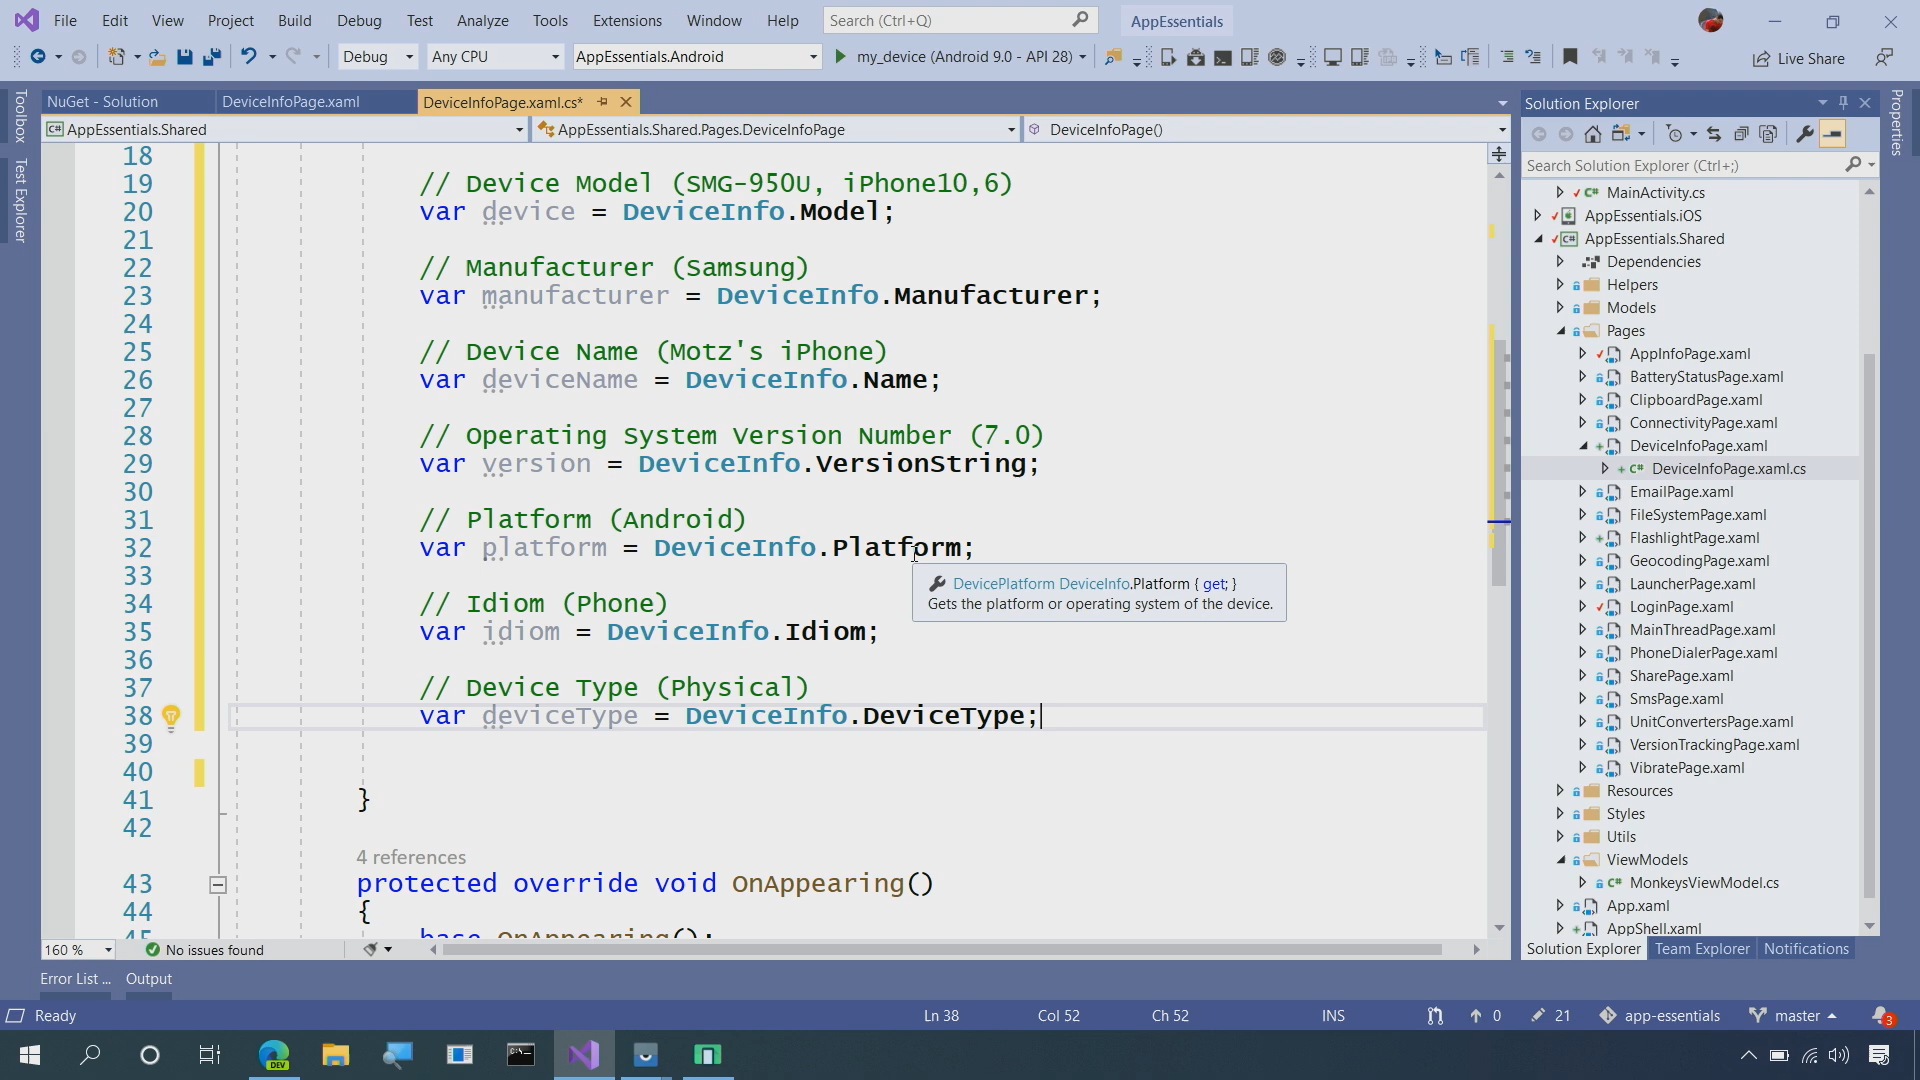 File Edit View Project Build Debug Test Analyze Tools Extensions Window Help Search (Ctrl+Q) AppEssentials
Debug Any CPU AppEssentials.Android my_device (Android 9.0 - API 28) Live Share
Toolbox
Test Explorer
NuGet - Solution DeviceInfoPage.xaml DeviceInfoPage.xaml.cs*
AppEssentials.Shared AppEssentials.Shared.Pages.DeviceInfoPage DeviceInfoPage()
18
19 // Device Model (SMG-950U, iPhone10,6)
20 var device = DeviceInfo.Model;
21
22 // Manufacturer (Samsung)
23 var manufacturer = DeviceInfo.Manufacturer;
24
25 // Device Name (Motz's iPhone)
26 var deviceName = DeviceInfo.Name;
27
28 // Operating System Version Number (7.0)
29 var version = DeviceInfo.VersionString;
30
31 // Platform (Android)
32 var platform = DeviceInfo.Platform;
33
DevicePlatform DeviceInfo.Platform { get; }
Gets the platform or operating system of the device.
34 // Idiom (Phone)
35 var idiom = DeviceInfo.Idiom;
36
37 // Device Type (Physical)
38 var deviceType = DeviceInfo.DeviceType;
39
40
41 }
42
4 references
43 protected override void OnAppearing()
44 {
45 base.OnAppearing();
160 % No issues found
Solution Explorer
Search Solution Explorer (Ctrl+;)
MainActivity.cs
AppEssentials.iOS
AppEssentials.Shared
Dependencies
Helpers
Models
Pages
AppInfoPage.xaml
BatteryStatusPage.xaml
ClipboardPage.xaml
ConnectivityPage.xaml
DeviceInfoPage.xaml
DeviceInfoPage.xaml.cs
EmailPage.xaml
FileSystemPage.xaml
FlashlightPage.xaml
GeocodingPage.xaml
LauncherPage.xaml
LoginPage.xaml
MainThreadPage.xaml
PhoneDialerPage.xaml
SharePage.xaml
SmsPage.xaml
UnitConvertersPage.xaml
VersionTrackingPage.xaml
VibratePage.xaml
Resources
Styles
Utils
ViewModels
MonkeysViewModel.cs
App.xaml
AppShell.xaml
Solution Explorer Team Explorer Notifications
Properties
Error List ... Output
Ready Ln 38 Col 52 Ch 52 INS 0 21 app-essentials master 3
DEV